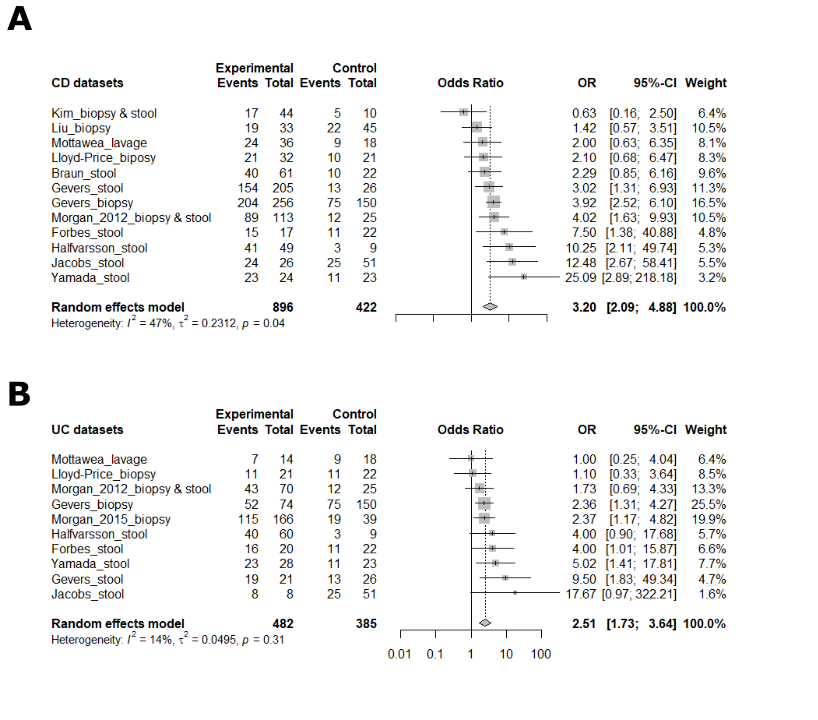 A
Experimental Control
CD datasets Events Total Events Total Odds Ratio OR 95%-CI Weight
Kim_biopsy & stool 17 44 5 10 0.63 [0.16; 2.50] 6.4%
Liu_biopsy 19 33 22 45 1.42 [0.57; 3.51] 10.5%
Mottawea_lavage 24 36 9 18 2.00 [0.63; 6.35] 8.1%
Lloyd-Price_biposy 21 32 10 21 2.10 [0.68; 6.47] 8.3%
Braun_stool 40 61 10 22 2.29 [0.85; 6.16] 9.6%
Gevers_stool 154 205 13 26 3.02 [1.31; 6.93] 11.3%
Gevers_biopsy 204 256 75 150 3.92 [2.52; 6.10] 16.5%
Morgan_2012_biopsy & stool 89 113 12 25 4.02 [1.63; 9.93] 10.5%
Forbes_stool 15 17 11 22 7.50 [1.38; 40.88] 4.8%
Halfvarsson_stool 41 49 3 9 10.25 [2.11; 49.74] 5.3%
Jacobs_stool 24 26 25 51 12.48 [2.67; 58.41] 5.5%
Yamada_stool 23 24 11 23 25.09 [2.89; 218.18] 3.2%
Random effects model 896 422 3.20 [2.09; 4.88] 100.0%
Heterogeneity: I² = 47%, τ² = 0.2312, p = 0.04
B
Experimental Control
UC datasets Events Total Events Total Odds Ratio OR 95%-CI Weight
Mottawea_lavage 7 14 9 18 1.00 [0.25; 4.04] 6.4%
Lloyd-Price_biopsy 11 21 11 22 1.10 [0.33; 3.64] 8.5%
Morgan_2012_biopsy & stool 43 70 12 25 1.73 [0.69; 4.33] 13.3%
Gevers_biopsy 52 74 75 150 2.36 [1.31; 4.27] 25.5%
Morgan_2015_biopsy 115 166 19 39 2.37 [1.17; 4.82] 19.9%
Halfvarsson_stool 40 60 3 9 4.00 [0.90; 17.68] 5.7%
Forbes_stool 16 20 11 22 4.00 [1.01; 15.87] 6.6%
Yamada_stool 23 28 11 23 5.02 [1.41; 17.81] 7.7%
Gevers_stool 19 21 13 26 9.50 [1.83; 49.34] 4.7%
Jacobs_stool 8 8 25 51 17.67 [0.97; 322.21] 1.6%
Random effects model 482 385 2.51 [1.73; 3.64] 100.0%
Heterogeneity: I² = 14%, τ² = 0.0495, p = 0.31
0.01 0.1 1 10 100